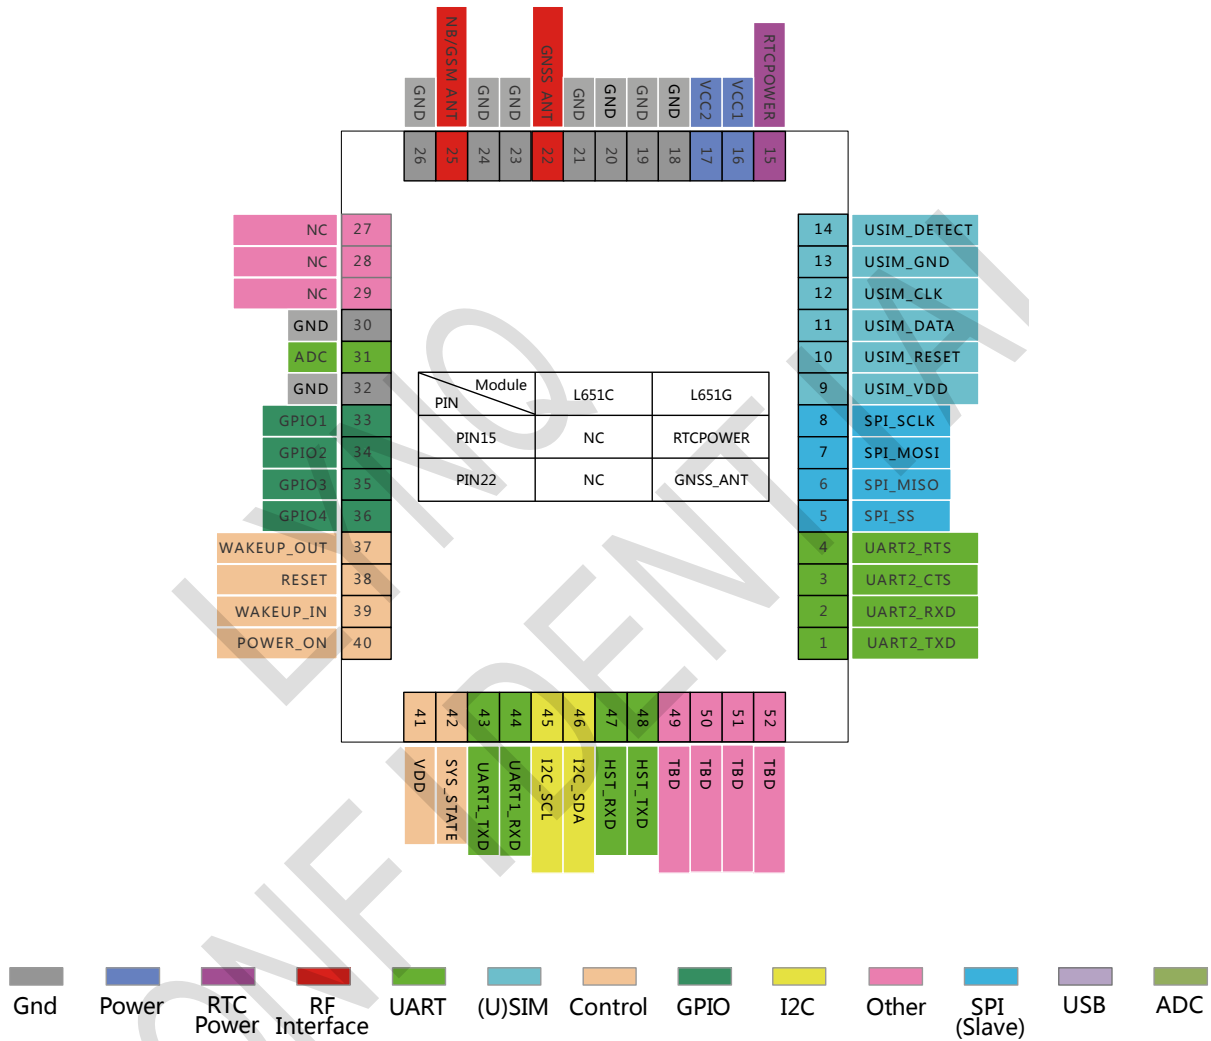 GND
NB/GSM_ANT
GND
GND
GNSS_ANT
GND
GND
GND
GND
VCC2
VCC1
RTCPOWER
26
25
24
23
22
21
20
19
18
17
16
15
NC 27
NC 28
NC 29
GND 30
ADC 31
GND 32
GPIO1 33
GPIO2 34
GPIO3 35
GPIO4 36
WAKEUP_OUT 37
RESET 38
WAKEUP_IN 39
POWER_ON 40
Module
PIN
L651C L651G
PIN15 NC RTCPOWER
PIN22 NC GNSS_ANT
14 USIM_DETECT
13 USIM_GND
12 USIM_CLK
11 USIM_DATA
10 USIM_RESET
9 USIM_VDD
8 SPI_SCLK
7 SPI_MOSI
6 SPI_MISO
5 SPI_SS
4 UART2_RTS
3 UART2_CTS
2 UART2_RXD
1 UART2_TXD
41
42
43
44
45
46
47
48
49
50
51
52
VDD
SYS_STATE
UART1_TXD
UART1_RXD
I2C_SCL
I2C_SDA
HST_RXD
HST_TXD
TBD
TBD
TBD
TBD
LYNQ
Gnd
Power
RTC
Power
RF
Interface
UART
(U)SIM
Control
GPIO
I2C
Other
SPI
(Slave)
USB
ADC